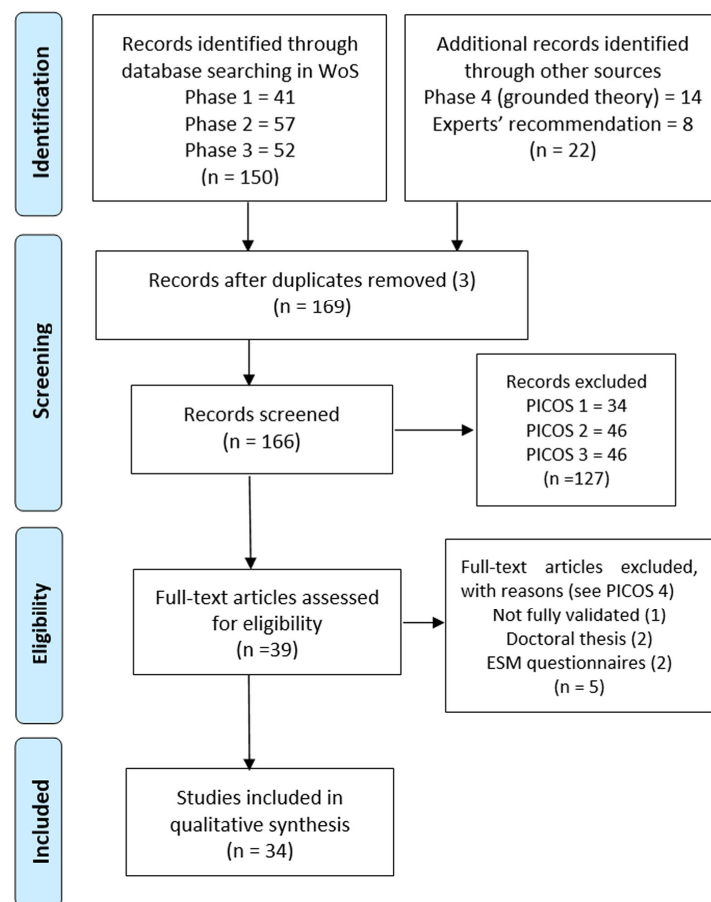 Identification
Records identified through
database searching in WoS
Phase 1 = 41
Phase 2 = 57
Phase 3 = 52
(n = 150)
Additional records identified
through other sources
Phase 4 (grounded theory) = 14
Experts’ recommendation = 8
(n = 22)
Screening
Records after duplicates removed (3)
(n = 169)
Records screened
(n = 166)
Records excluded
PICOS 1 = 34
PICOS 2 = 46
PICOS 3 = 46
(n =127)
Eligibility
Full-text articles assessed
for eligibility
(n =39)
Full-text articles excluded,
with reasons (see PICOS 4)
Not fully validated (1)
Doctoral thesis (2)
ESM questionnaires (2)
(n = 5)
Included
Studies included in
qualitative synthesis
(n = 34)